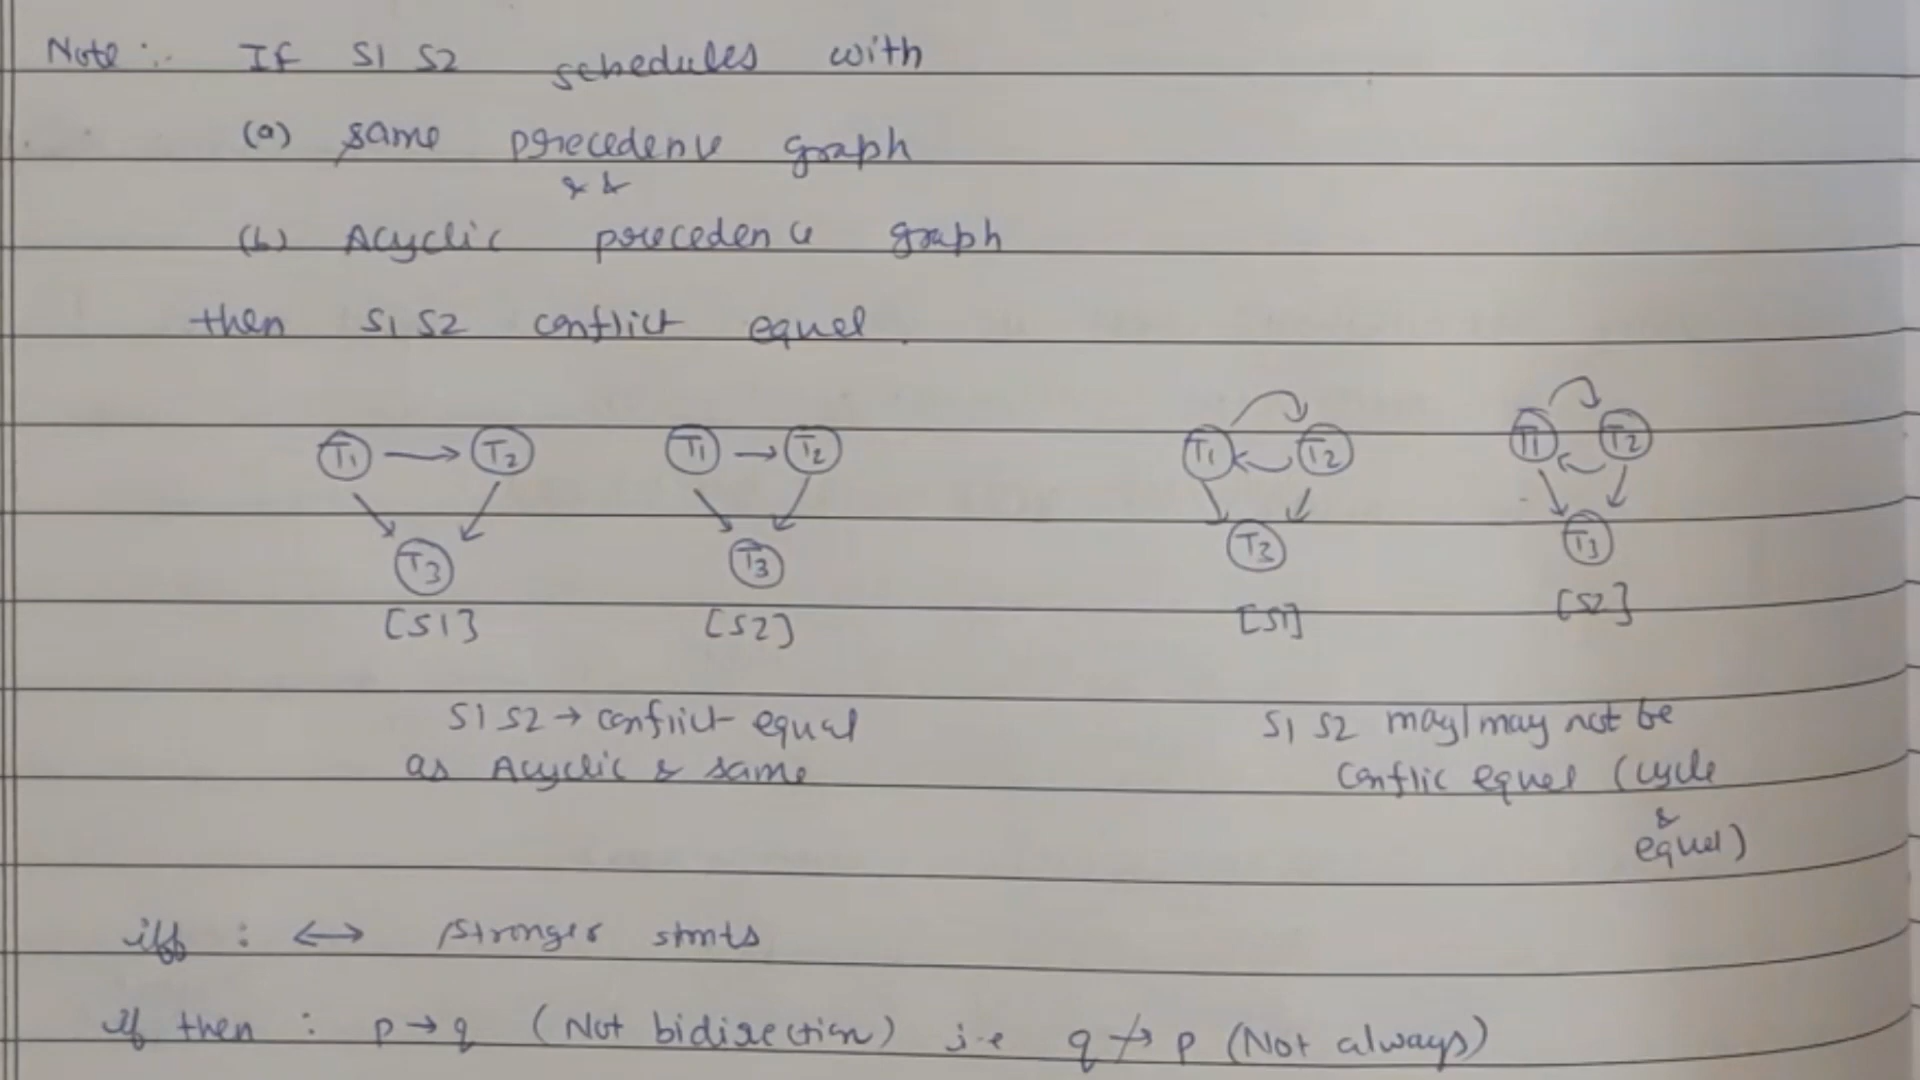 Note :- If S1 S2 schedules with
(a) same precedence graph
& &
(b) Acyclic precedence graph
then S1 S2 conflict equel.
T1 → T2 T1 → T2 T1 T2 T1 T2
T3 T3 T3 T3
[S1] [S2] [S1] [S2]
S1 S2 → conflict equal
as Acyclic & same
S1 S2 may/may not be
conflic equel (cycle
&
equel)
iff : ↔ stronger stmts
if then : p → q (Not bidirection) i.e q ↛ p (Not always)